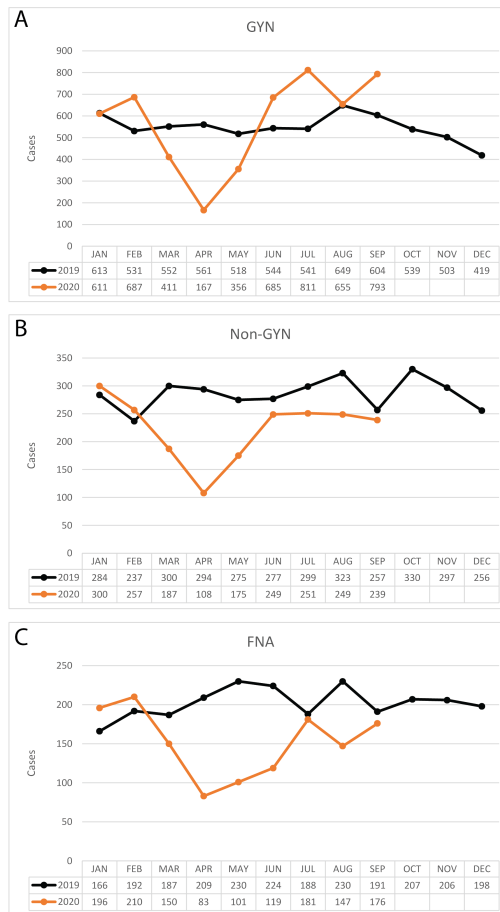 A
GYN
900
800
700
600
500
400
300
200
100
0
Cases
JAN FEB MAR APR MAY JUN JUL AUG SEP OCT NOV DEC
2019 613 531 552 561 518 544 541 649 604 539 503 419
2020 611 687 411 167 356 685 811 655 793
B
Non-GYN
350
300
250
200
150
100
50
0
Cases
JAN FEB MAR APR MAY JUN JUL AUG SEP OCT NOV DEC
2019 284 237 300 294 275 277 299 323 257 330 297 256
2020 300 257 187 108 175 249 251 249 239
C
FNA
250
200
150
100
50
0
Cases
JAN FEB MAR APR MAY JUN JUL AUG SEP OCT NOV DEC
2019 166 192 187 209 230 224 188 230 191 207 206 198
2020 196 210 150 83 101 119 181 147 176